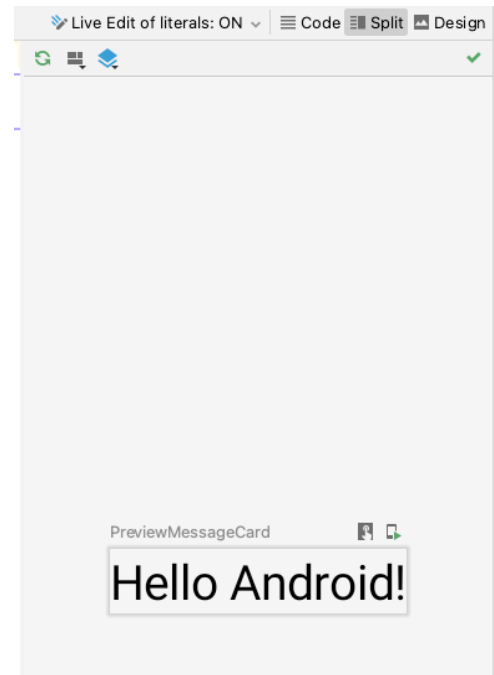 Live Edit of literals: ON Code Split Design
PreviewMessageCard
Hello Android!